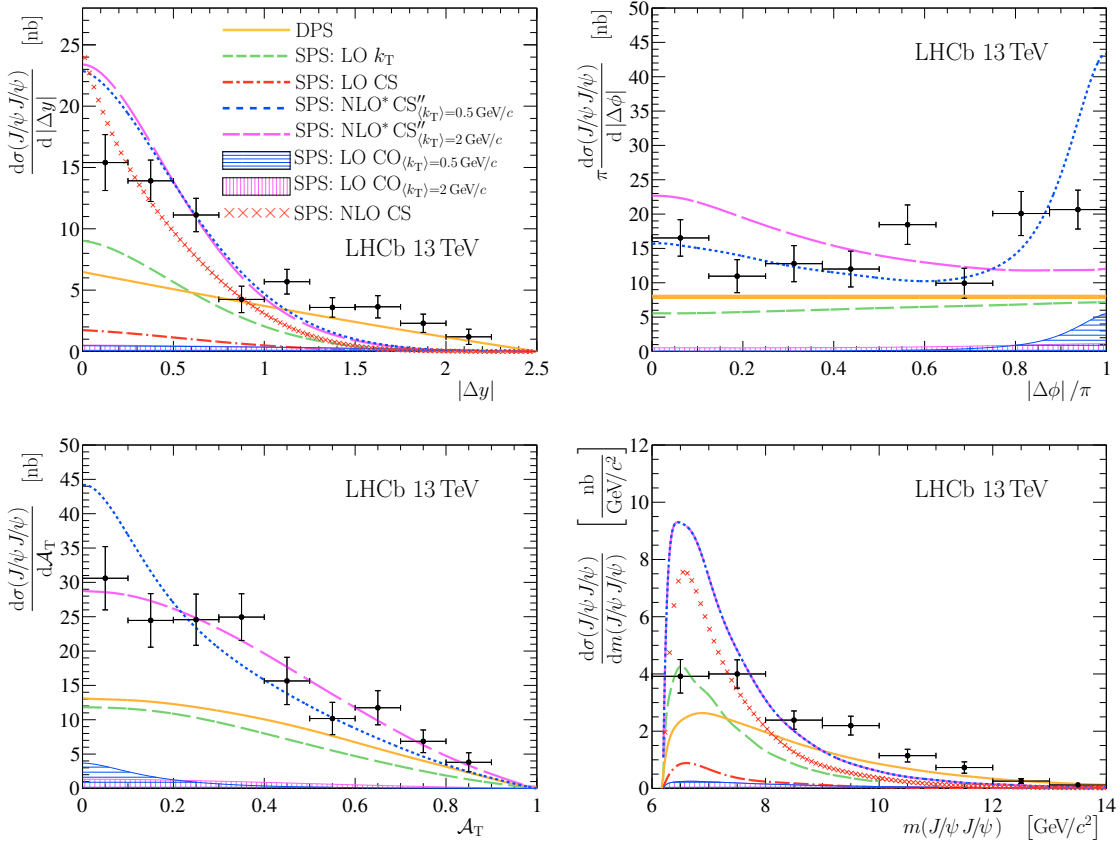 dσ(J/ψ J/ψ) / d |Δy| [nb]
25
20
15
10
5
0
DPS
SPS: LO k_T
SPS: LO CS
SPS: NLO* CS″⟨k_T⟩=0.5 GeV/c
SPS: NLO* CS″⟨k_T⟩=2 GeV/c
SPS: LO CO⟨k_T⟩=0.5 GeV/c
SPS: LO CO⟨k_T⟩=2 GeV/c
SPS: NLO CS
LHCb 13 TeV
0 0.5 1 1.5 2 2.5
|Δy|
π dσ(J/ψ J/ψ) / d |Δϕ| [nb]
50
45
40
35
30
25
20
15
10
5
0
LHCb 13 TeV
0 0.2 0.4 0.6 0.8 1
|Δϕ| /π
dσ(J/ψ J/ψ) / d𝒜_T [nb]
50
45
40
35
30
25
20
15
10
5
0
LHCb 13 TeV
0 0.2 0.4 0.6 0.8 1
𝒜_T
dσ(J/ψ J/ψ) / dm(J/ψ J/ψ) [nb / GeV/c²]
12
10
8
6
4
2
0
LHCb 13 TeV
6 8 10 12 14
m(J/ψ J/ψ) [GeV/c²]